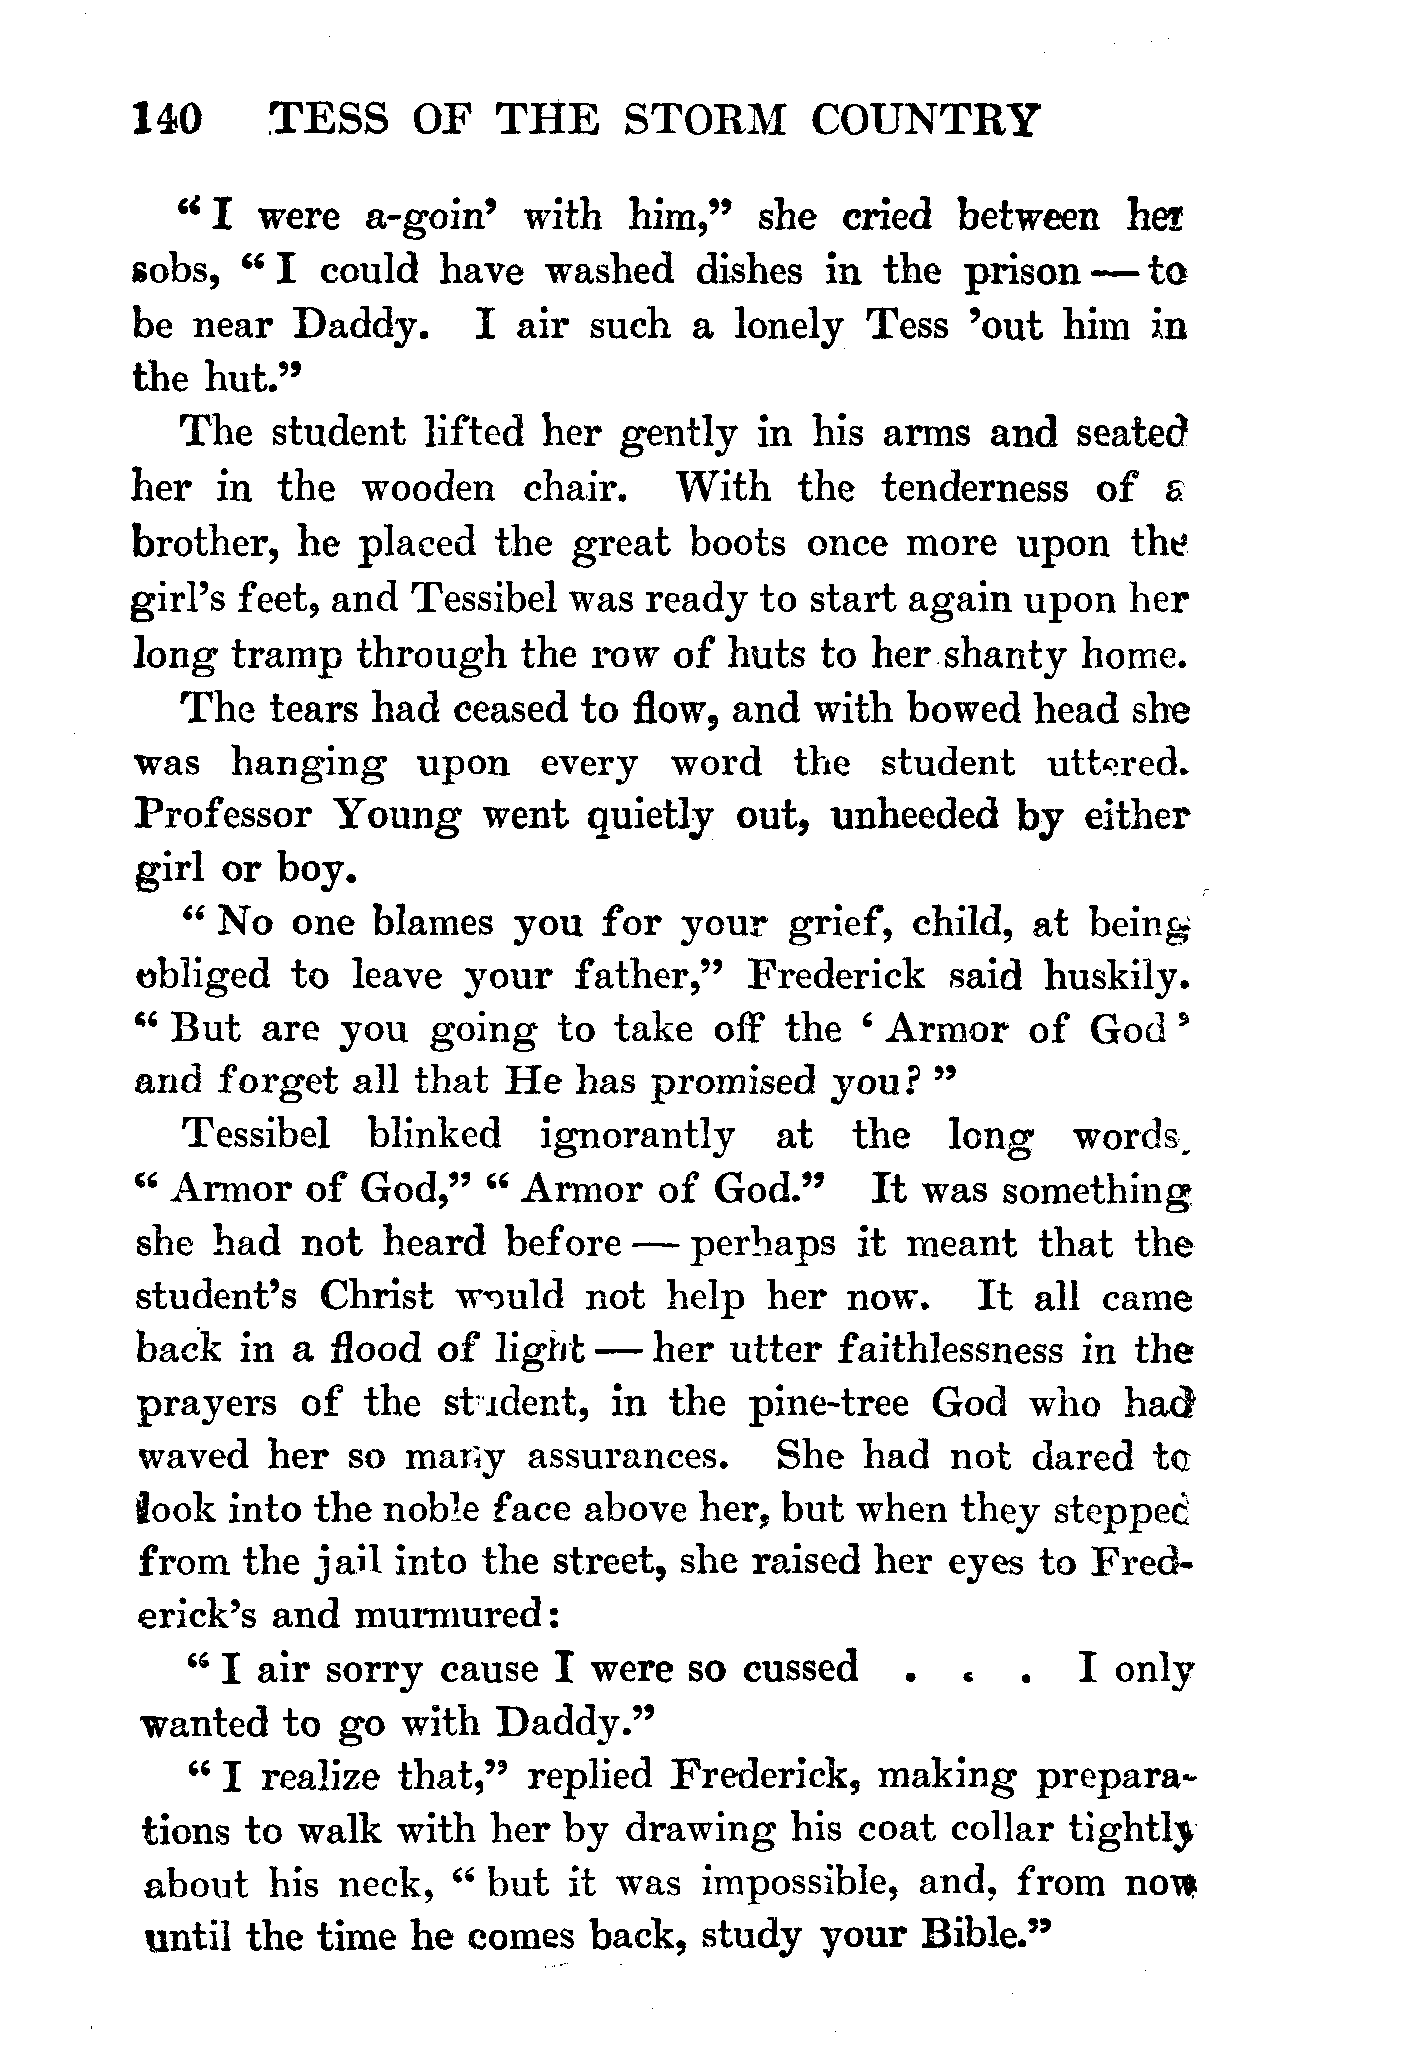 140 TESS OF THE STORM COUNTRY
“I were a-goin’ with him,” she cried between her
sobs, “I could have washed dishes in the prison — to
be near Daddy. I air such a lonely Tess ’out him in
the hut.”
The student lifted her gently in his arms and seated
her in the wooden chair. With the tenderness of a
brother, he placed the great boots once more upon the
girl’s feet, and Tessibel was ready to start again upon her
long tramp through the row of huts to her shanty home.
The tears had ceased to flow, and with bowed head she
was hanging upon every word the student uttered.
Professor Young went quietly out, unheeded by either
girl or boy.
“No one blames you for your grief, child, at being
obliged to leave your father,” Frederick said huskily.
“But are you going to take off the ‘Armor of God’
and forget all that He has promised you?”
Tessibel blinked ignorantly at the long words.
“Armor of God,” “Armor of God.” It was something
she had not heard before — perhaps it meant that the
student’s Christ would not help her now. It all came
back in a flood of light — her utter faithlessness in the
prayers of the student, in the pine-tree God who had
waved her so many assurances. She had not dared to
look into the noble face above her, but when they stepped
from the jail into the street, she raised her eyes to Fred-
erick’s and murmured:
“I air sorry cause I were so cussed . . . I only
wanted to go with Daddy.”
“I realize that,” replied Frederick, making prepara-
tions to walk with her by drawing his coat collar tightly
about his neck, “but it was impossible, and, from now
until the time he comes back, study your Bible.”